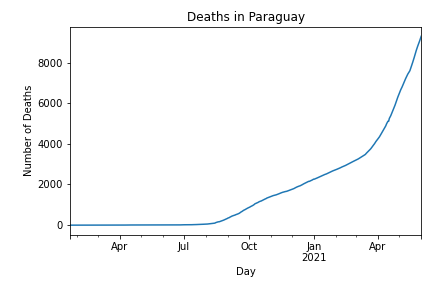 Deaths in Paraguay
Number of Deaths
8000
6000
4000
2000
0
Apr Jul Oct Jan Apr
2021
Day